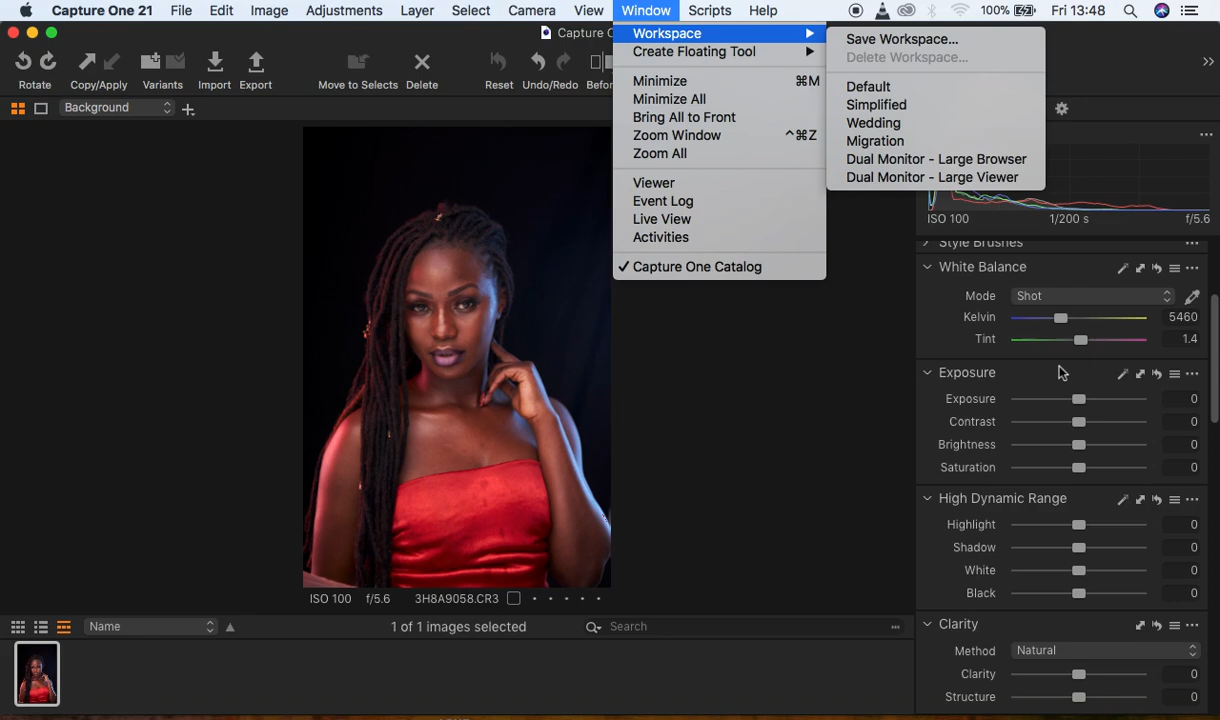 Capture One 21 File Edit Image Adjustments Layer Select Camera View Window Scripts Help 100% Fri 13:48
Capture O
Rotate Copy/Apply Variants Import Export Move to Selects Delete Reset Undo/Redo Befor
Background
Workspace
Create Floating Tool
Minimize ⌘M
Minimize All
Bring All to Front
Zoom Window ^⌘Z
Zoom All
Viewer
Event Log
Live View
Activities
✓ Capture One Catalog
Save Workspace...
Delete Workspace...
Default
Simplified
Wedding
Migration
Dual Monitor - Large Browser
Dual Monitor - Large Viewer
ISO 100 1/200 s f/5.6
Style Brushes
White Balance
Mode Shot
Kelvin 5460
Tint 1.4
Exposure
Exposure 0
Contrast 0
Brightness 0
Saturation 0
High Dynamic Range
Highlight 0
Shadow 0
White 0
Black 0
Clarity
Method Natural
Clarity 0
Structure 0
ISO 100 f/5.6 3H8A9058.CR3
Name 1 of 1 images selected Search